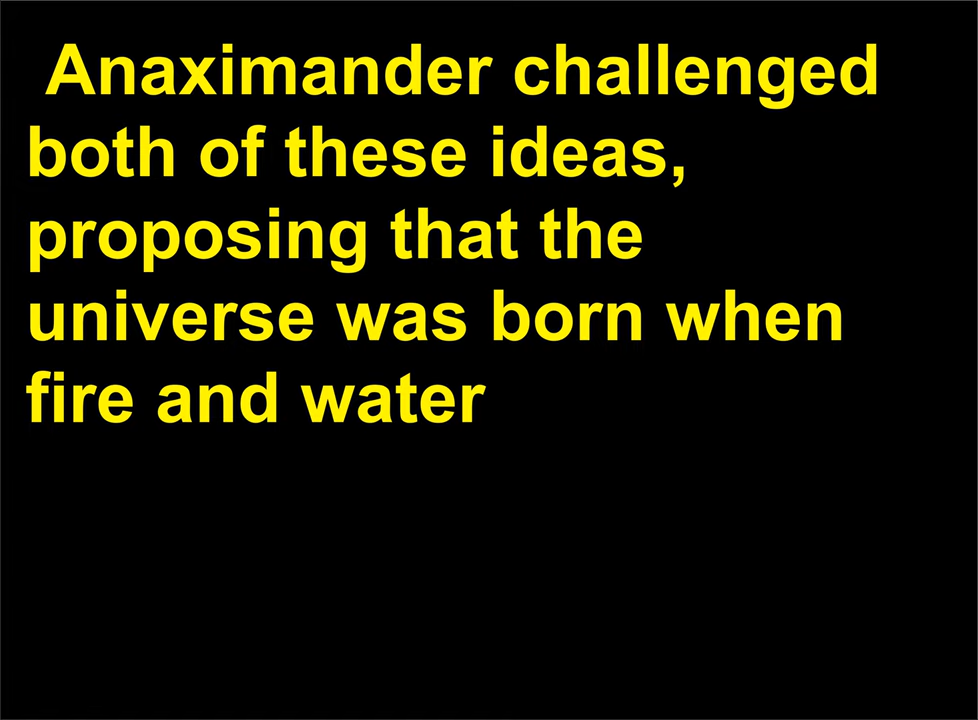 Anaximander challenged
both of these ideas,
proposing that the
universe was born when
fire and water